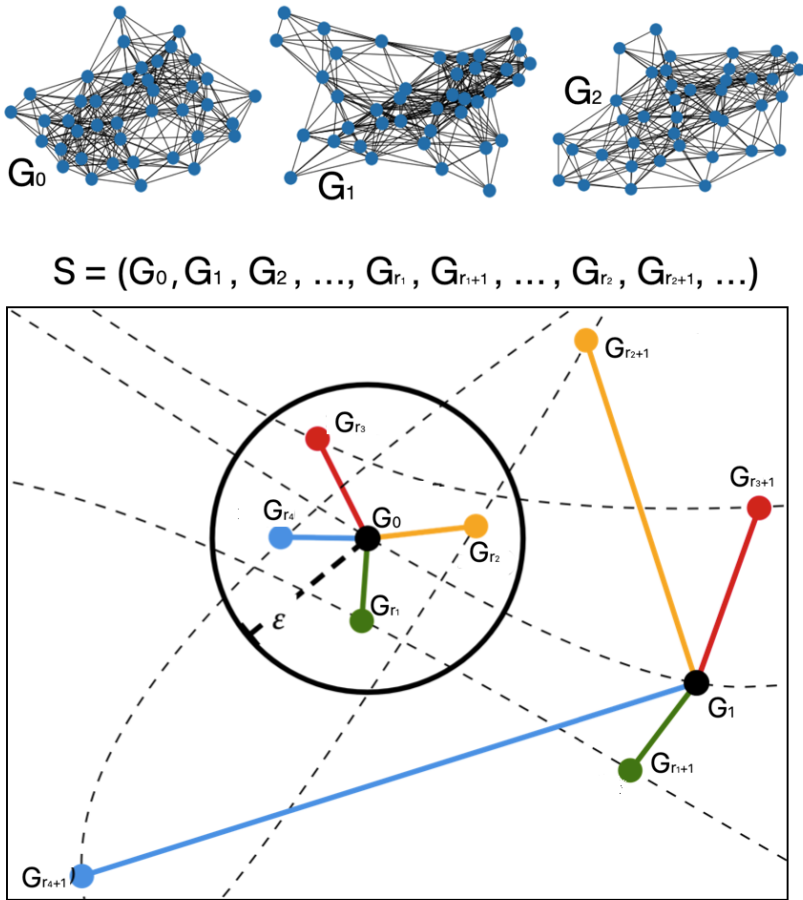 G₀
G₁
G₂
S = (G₀, G₁, G₂, ..., Gr₁, Gr₁+1, ..., Gr₂, Gr₂+1, ...)
Gr₂+1
Gr₃
Gr₃+1
Gr₄
G₀
Gr₂
Gr₁
ε
G₁
Gr₁+1
Gr₄+1